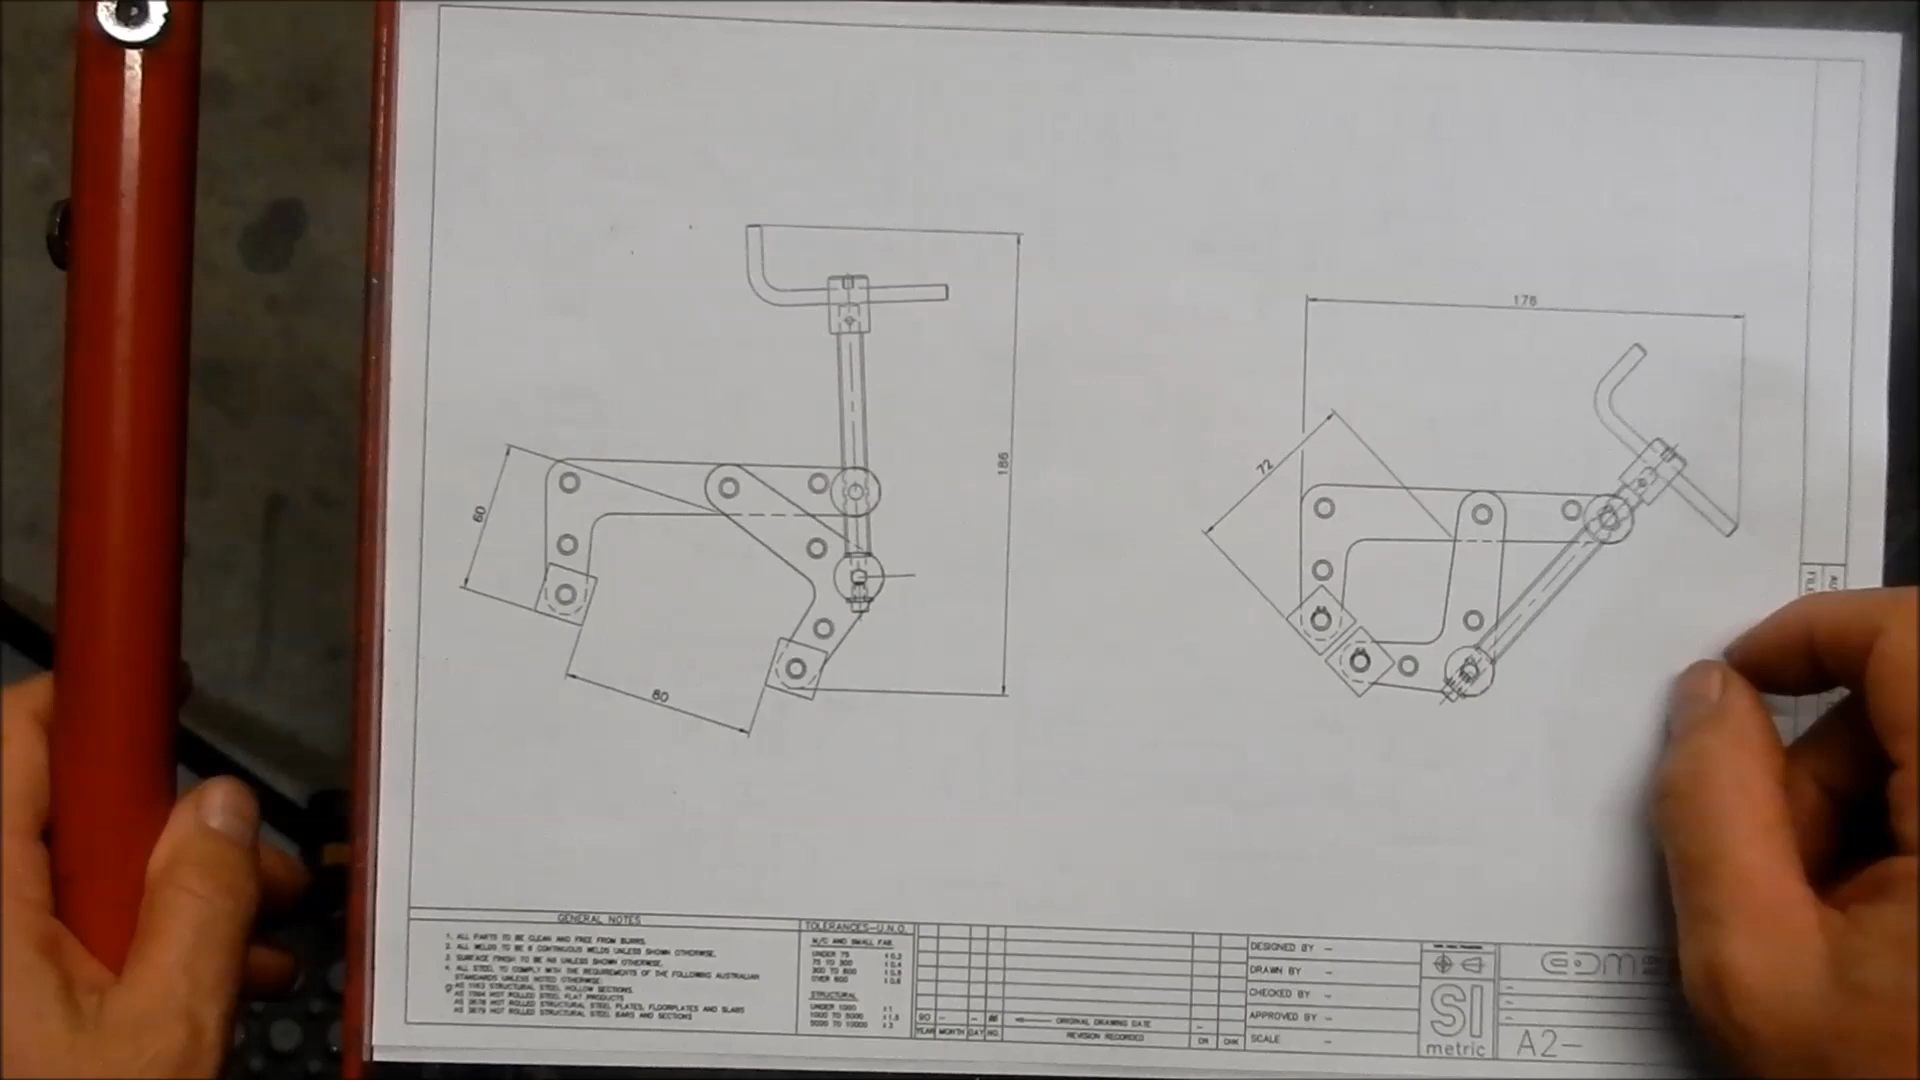 186
60
80
176
72
GENERAL NOTES
1. ALL PARTS TO BE CLEAN AND FREE FROM BURRS.
2. ALL WELDS TO BE 6 CONTINUOUS WELDS UNLESS SHOWN OTHERWISE.
3. SURFACE FINISH TO BE UNLESS SHOWN OTHERWISE.
4. ALL STEEL TO COMPLY WITH THE REQUIREMENTS OF THE FOLLOWING AUSTRALIAN
STANDARDS UNLESS NOTED OTHERWISE:
AS 1163 STRUCTURAL STEEL HOLLOW SECTIONS.
AS 1594 HOT ROLLED STEEL FLAT PRODUCTS
AS 3678 HOT ROLLED STRUCTURAL STEEL PLATES, FLOORPLATES AND SLABS
AS 3679 HOT ROLLED STRUCTURAL STEEL BARS AND SECTIONS
TOLERANCES-U.N.O.
M/C AND SMALL FAB.
UNDER 75 ±0.2
75 TO 300 ±0.4
300 TO 600
OVER 600
STRUCTURAL
UNDER 1000 ±1
1000 TO 5000 ±1.5
5000 TO 10000 ±3
ORIGINAL DRAWING DATE
YEAR MONTH DAY NO.
REVISION RECORDED
DR CHK
DESIGNED BY -
DRAWN BY -
CHECKED BY -
APPROVED BY -
SCALE -
SI
metric
EDM
A2-